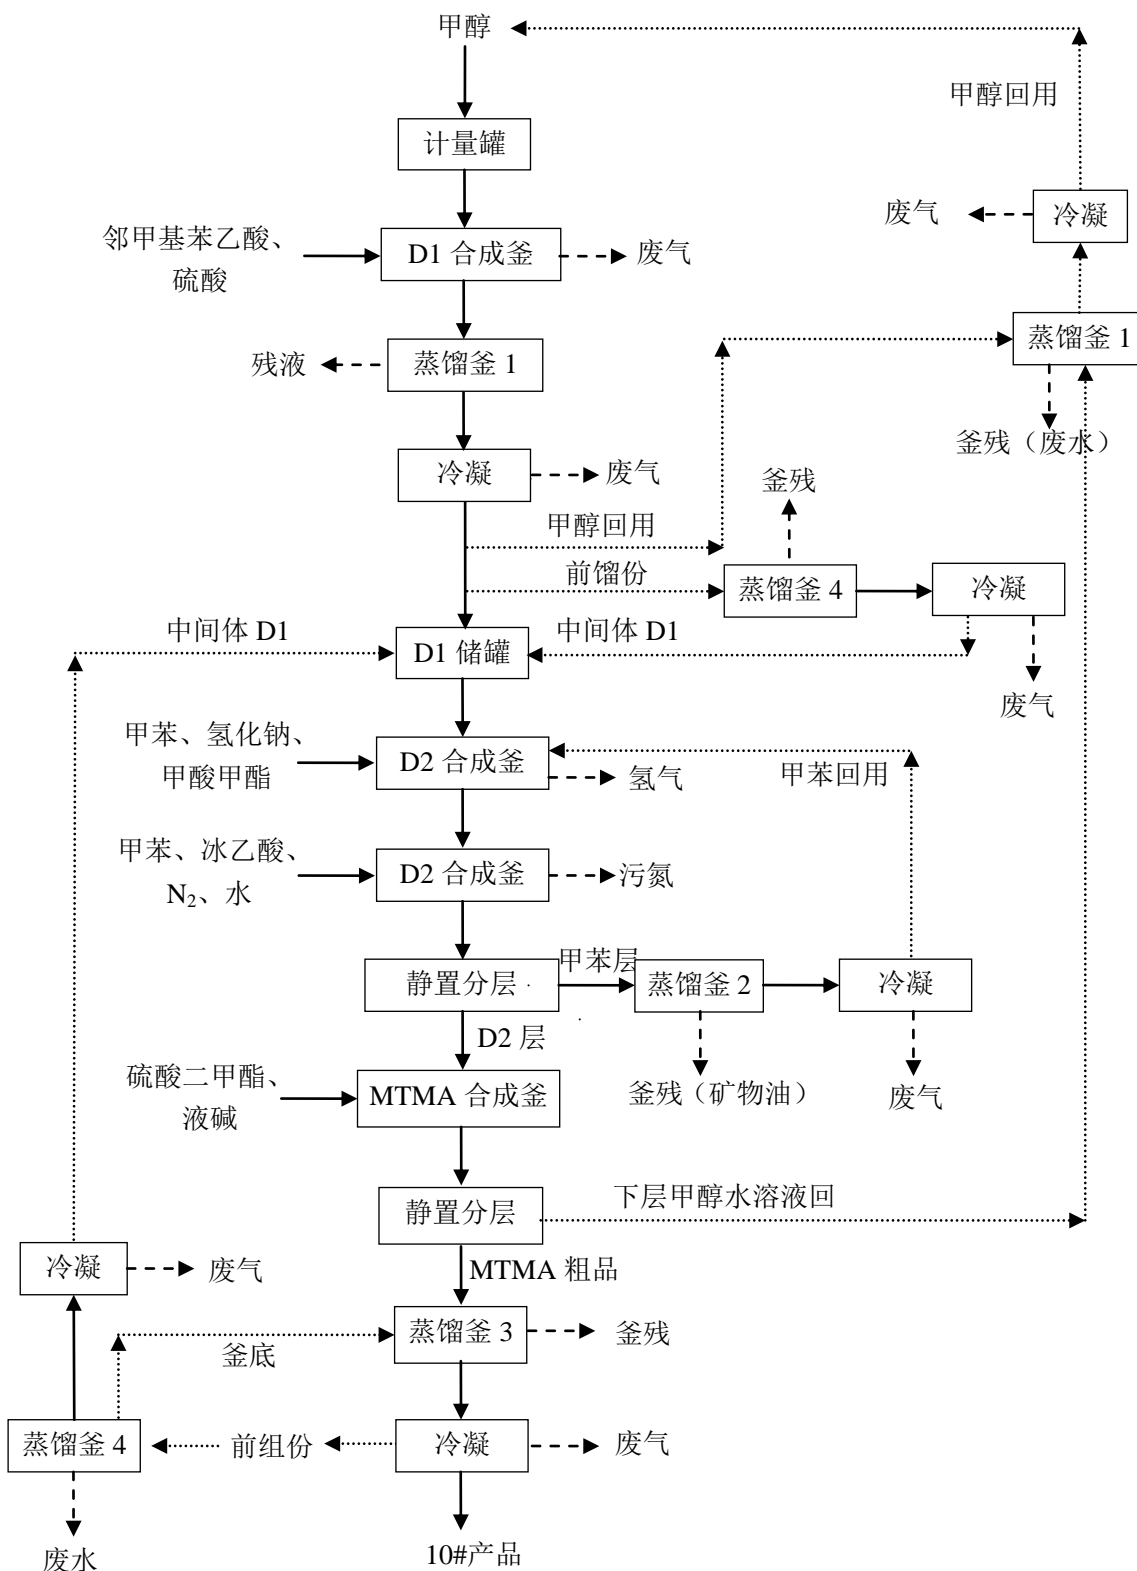 甲醇
甲醇回用
计量罐
废气
冷凝
邻甲基苯乙酸、
硫酸
D1 合成釜
废气
蒸馏釜 1
残液
蒸馏釜 1
釜残（废水）
冷凝
废气
釜残
甲醇回用
前馏份
蒸馏釜 4
冷凝
中间体 D1
D1 储罐
中间体 D1
废气
甲苯、氢化钠、
甲酸甲酯
D2 合成釜
氢气
甲苯回用
甲苯、冰乙酸、
N₂、水
D2 合成釜
污氮
静置分层
甲苯层
蒸馏釜 2
冷凝
D2 层
釜残（矿物油）
废气
硫酸二甲酯、
液碱
MTMA 合成釜
静置分层
下层甲醇水溶液回
冷凝
废气
MTMA 粗品
釜底
蒸馏釜 3
釜残
蒸馏釜 4
前组份
冷凝
废气
废水
10#产品